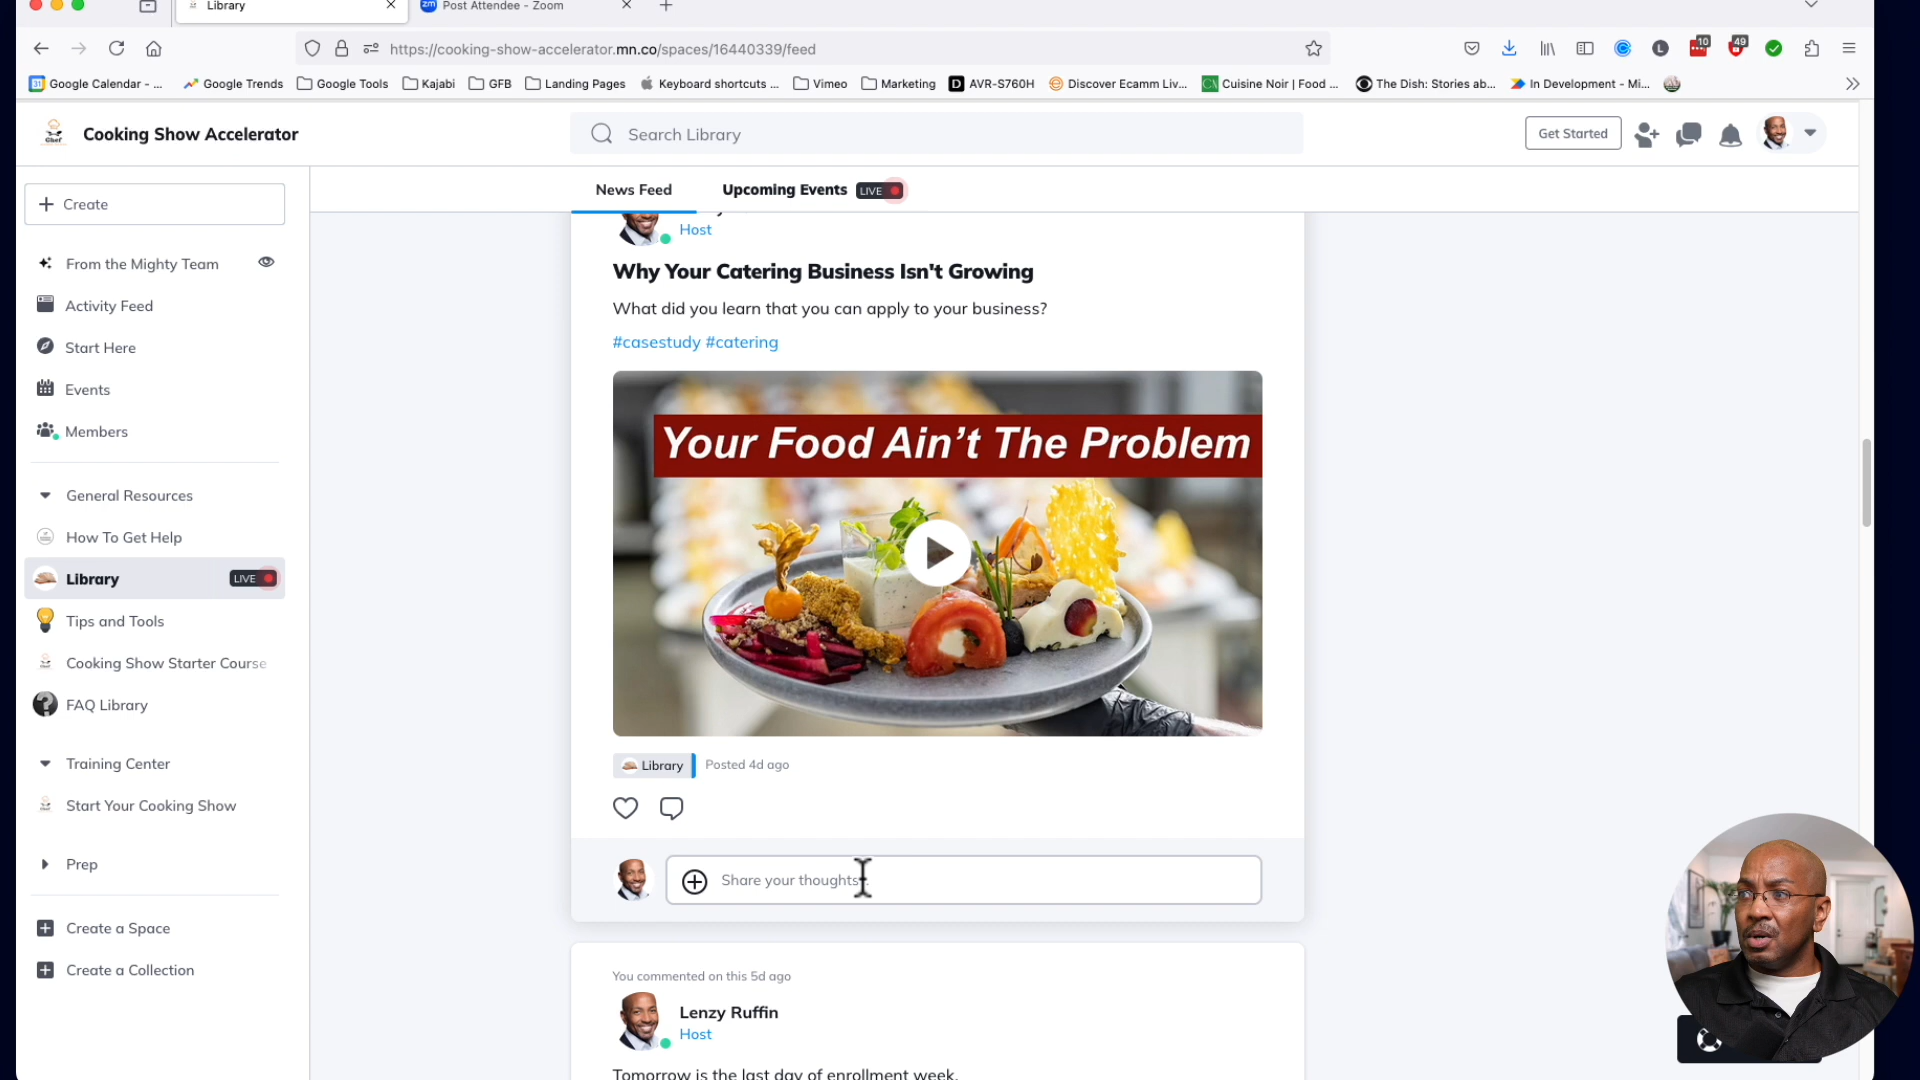 Library
Post Attendee - Zoom
https://cooking-show-accelerator.mn.co/spaces/16440339/feed
10
49
Google Calendar - ...
Google Trends
Google Tools
Kajabi
GFB
Landing Pages
Keyboard shortcuts ...
Vimeo
Marketing
AVR-S760H
Discover Ecamm Liv...
Cuisine Noir | Food ...
The Dish: Stories ab...
In Development - Mi...
Cooking Show Accelerator
Search Library
Get Started
Create
News Feed
Upcoming Events LIVE
From the Mighty Team
Activity Feed
Start Here
Events
Members
General Resources
How To Get Help
Library LIVE
Tips and Tools
Cooking Show Starter Course
FAQ Library
Training Center
Start Your Cooking Show
Prep
Create a Space
Create a Collection
Host
Why Your Catering Business Isn't Growing
What did you learn that you can apply to your business?
#casestudy #catering
Your Food Ain't The Problem
Library
Posted 4d ago
Share your thoughts
You commented on this 5d ago
Lenzy Ruffin
Host
Tomorrow is the last day of enrollment week.